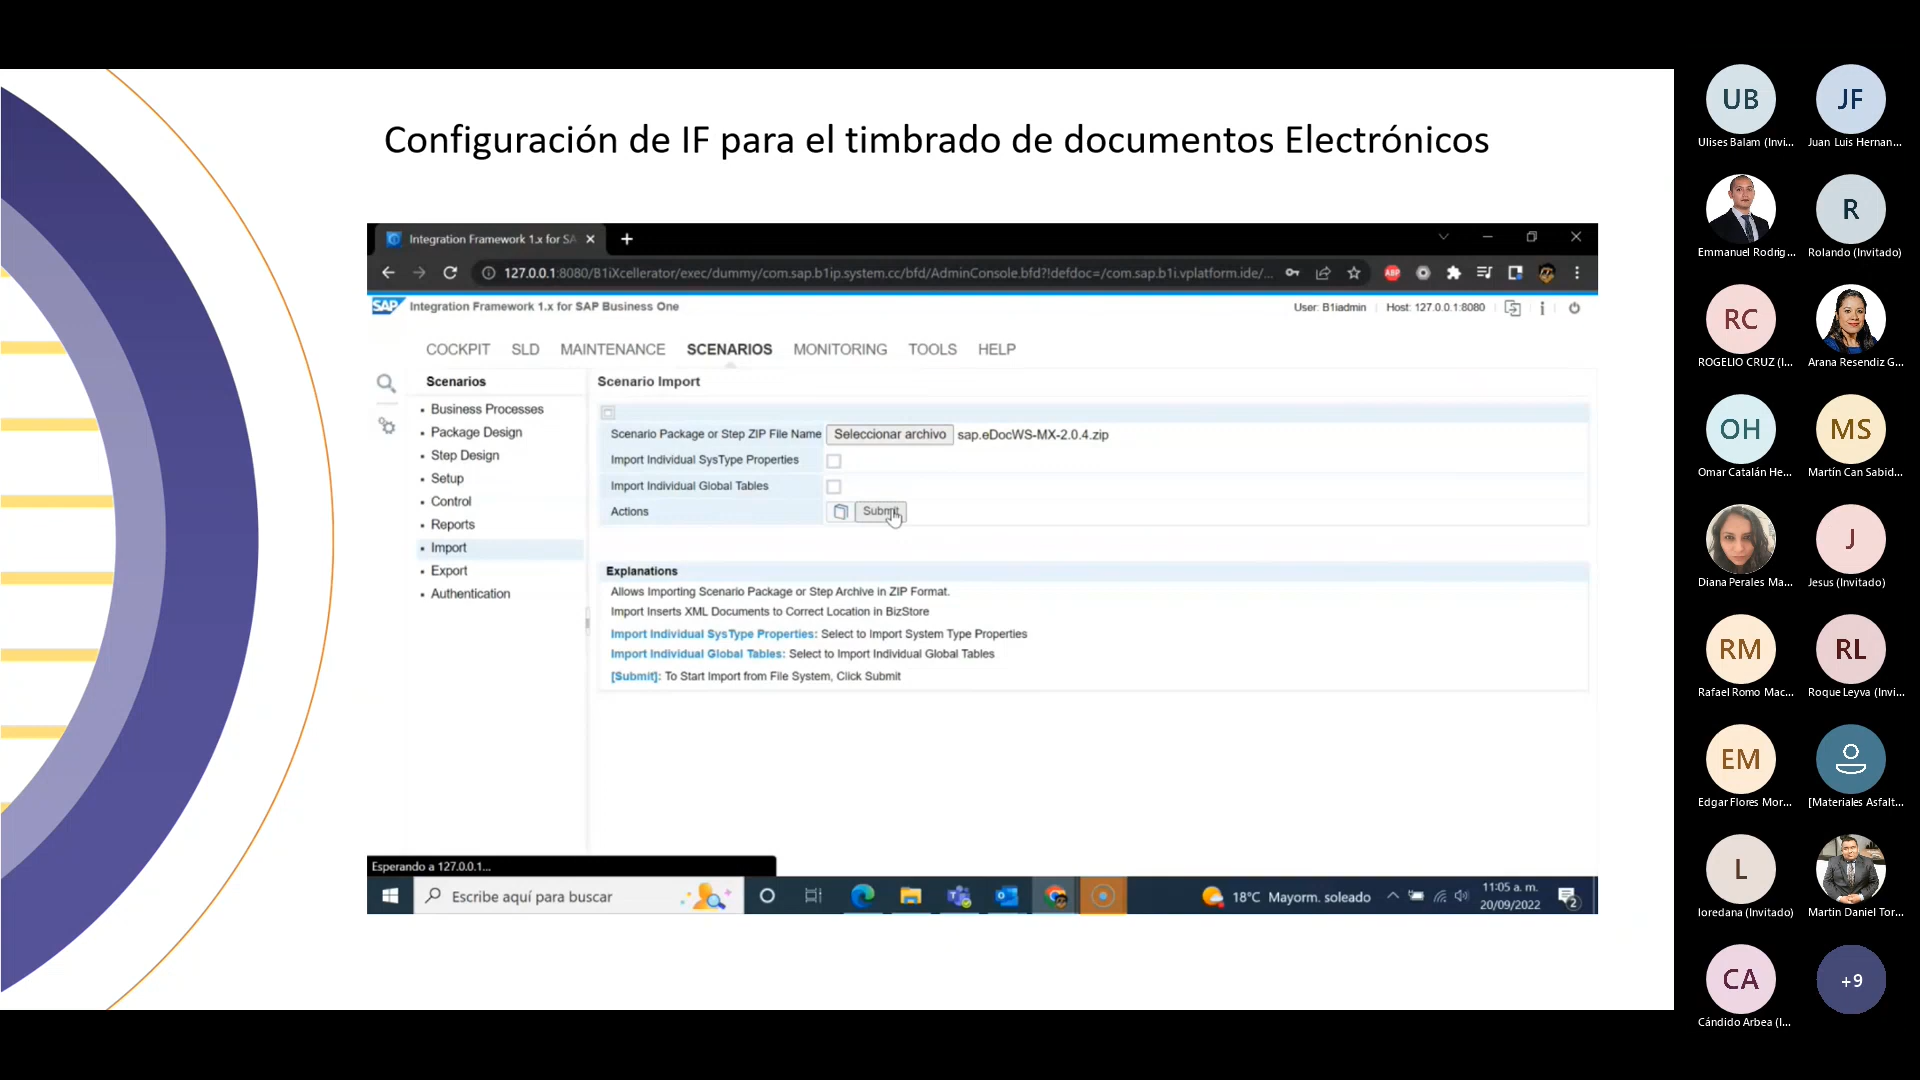 Configuración de IF para el timbrado de documentos Electrónicos
Integration Framework 1.x for SA
127.0.0.1:8080/B1iXcellerator/exec/dummy/com.sap.b1ip.system.cc/bfd/AdminConsole.bfd?!defdoc=/com.sap.b1i.vplatform.ide/...
ABP
SAP Integration Framework 1.x for SAP Business One
User: B1iadmin Host: 127.0.0.1:8080
COCKPIT SLD MAINTENANCE SCENARIOS MONITORING TOOLS HELP
Scenarios
Business Processes
Package Design
Step Design
Setup
Control
Reports
Import
Export
Authentication
Scenario Import
Scenario Package or Step ZIP File Name Seleccionar archivo sap.eDocWS-MX-2.0.4.zip
Import Individual SysType Properties
Import Individual Global Tables
Actions Submit
Explanations
Allows Importing Scenario Package or Step Archive in ZIP Format.
Import Inserts XML Documents to Correct Location in BizStore
Import Individual SysType Properties: Select to Import System Type Properties
Import Individual Global Tables: Select to Import Individual Global Tables
[Submit]: To Start Import from File System, Click Submit
Esperando a 127.0.0.1...
Escribe aquí para buscar
18°C Mayorm. soleado
11:05 a. m.
20/09/2022
2
UB JF
Ulises Balam (Invi... Juan Luis Hernan...
R
Emmanuel Rodrig... Rolando (Invitado)
RC
ROGELIO CRUZ (I... Arana Resendiz G...
OH MS
Omar Catalán He... Martín Can Sabid...
J
Diana Perales Ma... Jesus (Invitado)
RM RL
Rafael Romo Mac... Roque Leyva (Invi...
EM
Edgar Flores Mor... [Materiales Asfalt...
L
loredana (Invitado) Martin Daniel Tor...
CA +9
Cándido Arbea (I...